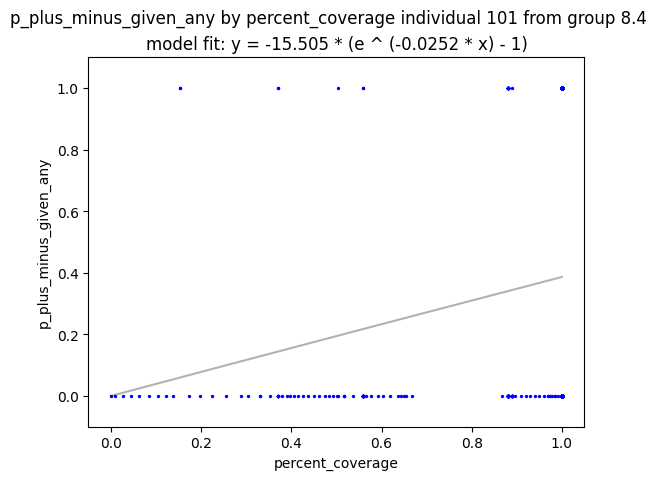 p_plus_minus_given_any by percent_coverage individual 101 from group 8.4
model fit: y = -15.505 * (e ^ (-0.0252 * x) - 1)
1.0
0.8
0.6
0.4
0.2
0.0
p_plus_minus_given_any
0.0 0.2 0.4 0.6 0.8 1.0
percent_coverage